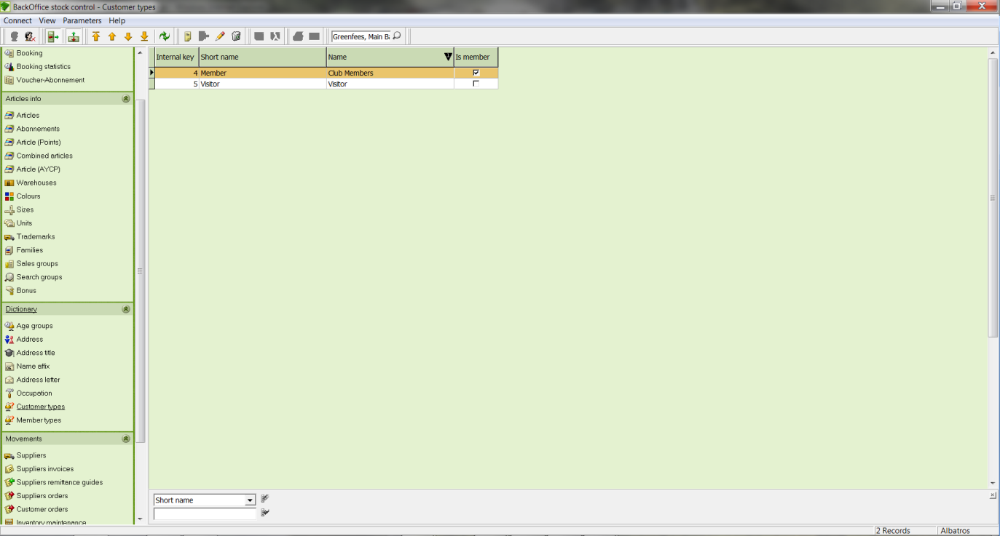 BackOffice stock control - Customer types
Connect View Parameters Help
Greenfees, Main B
Booking
Booking statistics
Voucher-Abonnement
Articles info
Articles
Abonnements
Article (Points)
Combined articles
Article (AYCP)
Warehouses
Colours
Sizes
Units
Trademarks
Families
Sales groups
Search groups
Bonus
Dictionary
Age groups
Address
Address title
Name affix
Address letter
Occupation
Customer types
Member types
Movements
Suppliers
Suppliers invoices
Suppliers remittance guides
Suppliers orders
Customer orders
Inventory maintenance
Internal key Short name Name Is member
4 Member Club Members
5 Visitor Visitor
Short name
2 Records Albatros